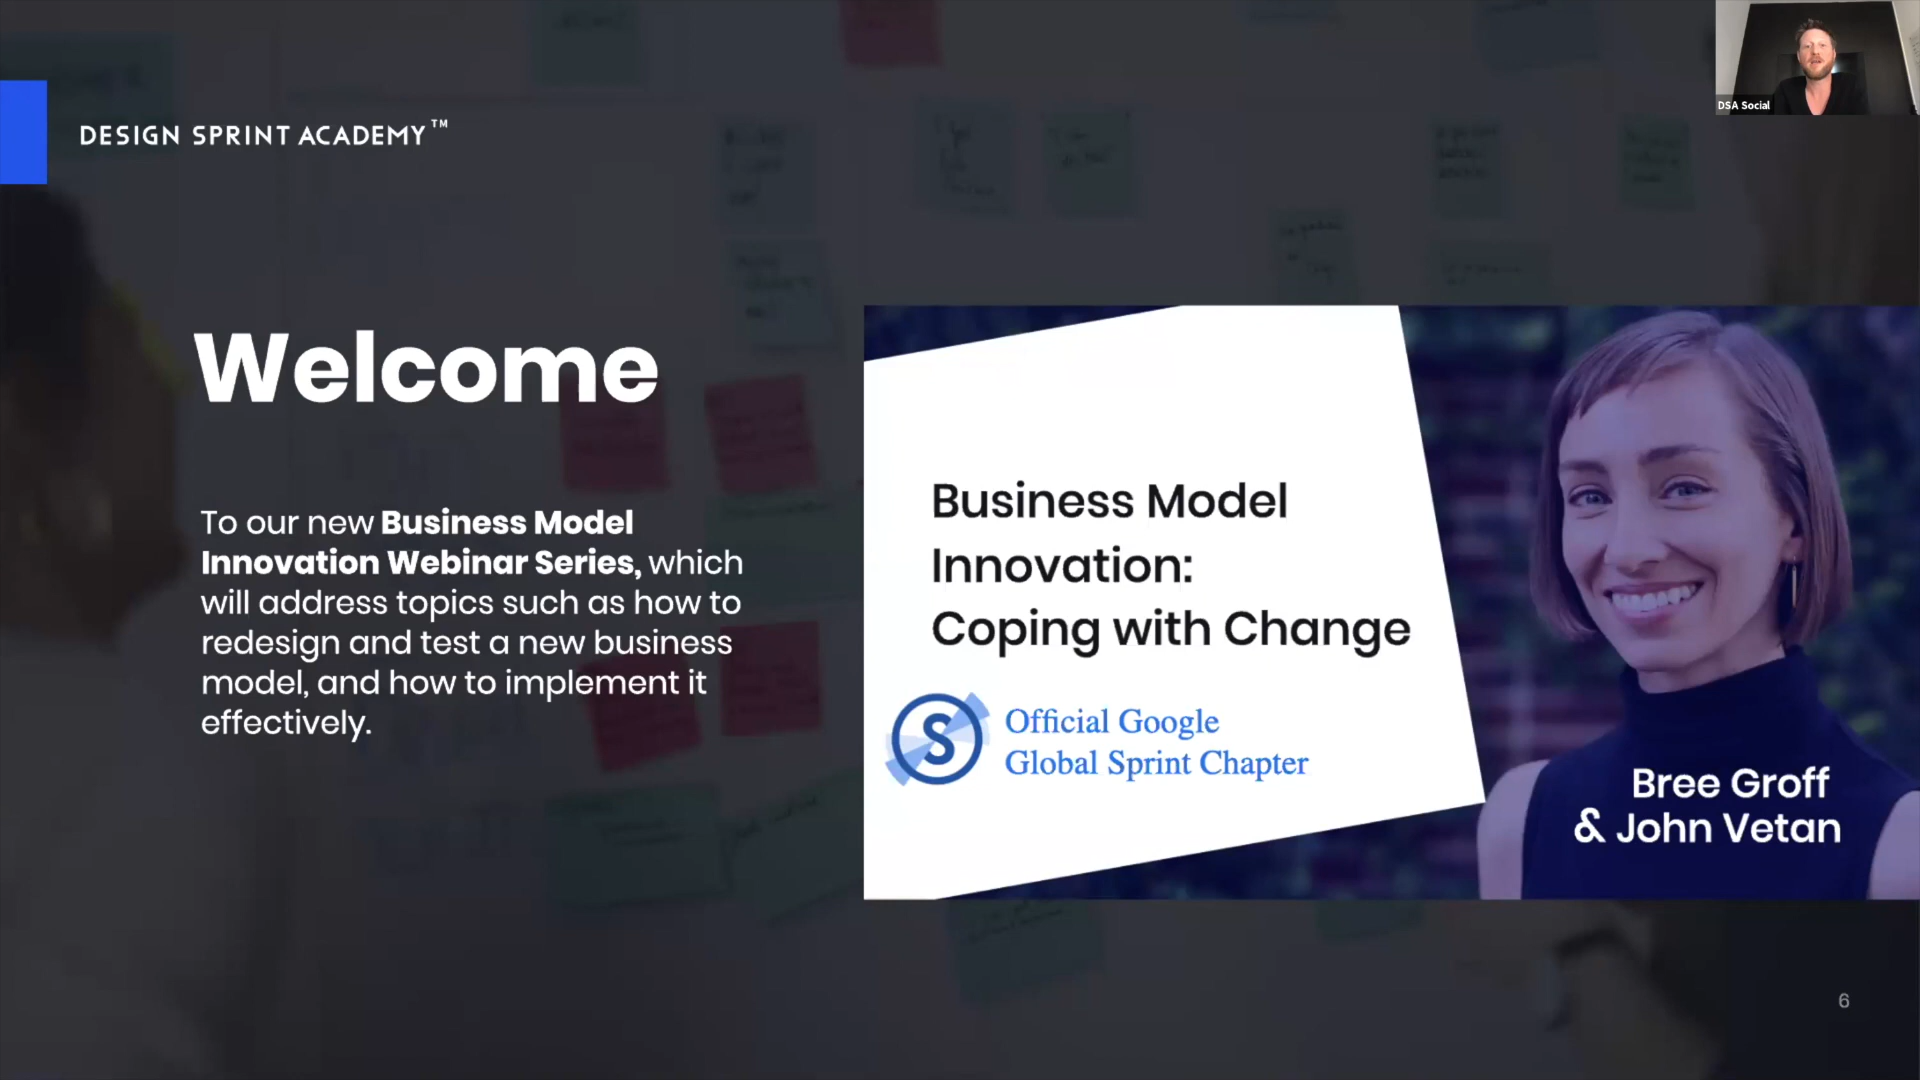 DSA Social
DESIGN SPRINT ACADEMY™
Welcome
To our new Business Model
Innovation Webinar Series, which
will address topics such as how to
redesign and test a new business
model, and how to implement it
effectively.
Business Model
Innovation:
Coping with Change
S
Official Google
Global Sprint Chapter
Bree Groff
& John Vetan
6